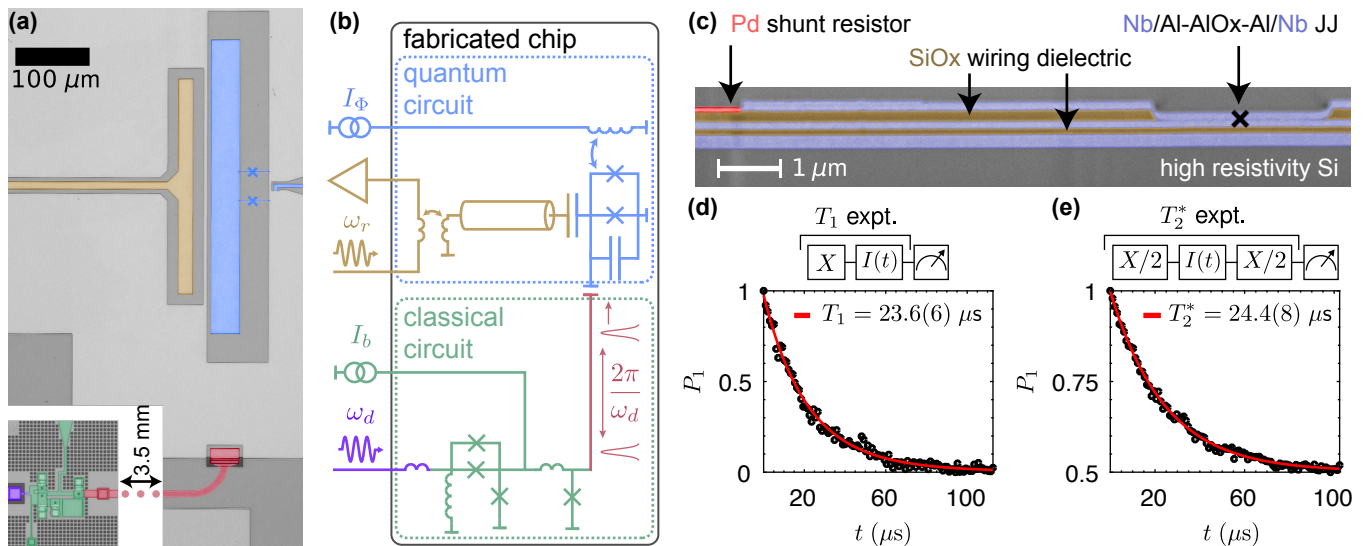 (a)
100 μm
3.5 mm
(b)
fabricated chip
quantum
circuit
I_Φ
ω_r
classical
circuit
I_b
ω_d
2π
ω_d
(c)
Pd shunt resistor
Nb/Al-AlOx-Al/Nb JJ
SiOx wiring dielectric
1 μm
high resistivity Si
(d)
T_1 expt.
X
I(t)
T_1 = 23.6(6) μs
P_1
1
0.5
0
20
60
100
t (μs)
(e)
T_2^* expt.
X/2
I(t)
X/2
T_2^* = 24.4(8) μs
P_1
1
0.75
0.5
20
60
100
t (μs)